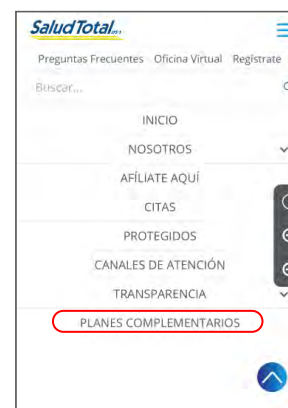 SaludTotal EPS-S
Preguntas Frecuentes Oficina Virtual Regístrate
Buscar...
INICIO
NOSOTROS
AFÍLIATE AQUÍ
CITAS
PROTEGIDOS
CANALES DE ATENCIÓN
TRANSPARENCIA
PLANES COMPLEMENTARIOS